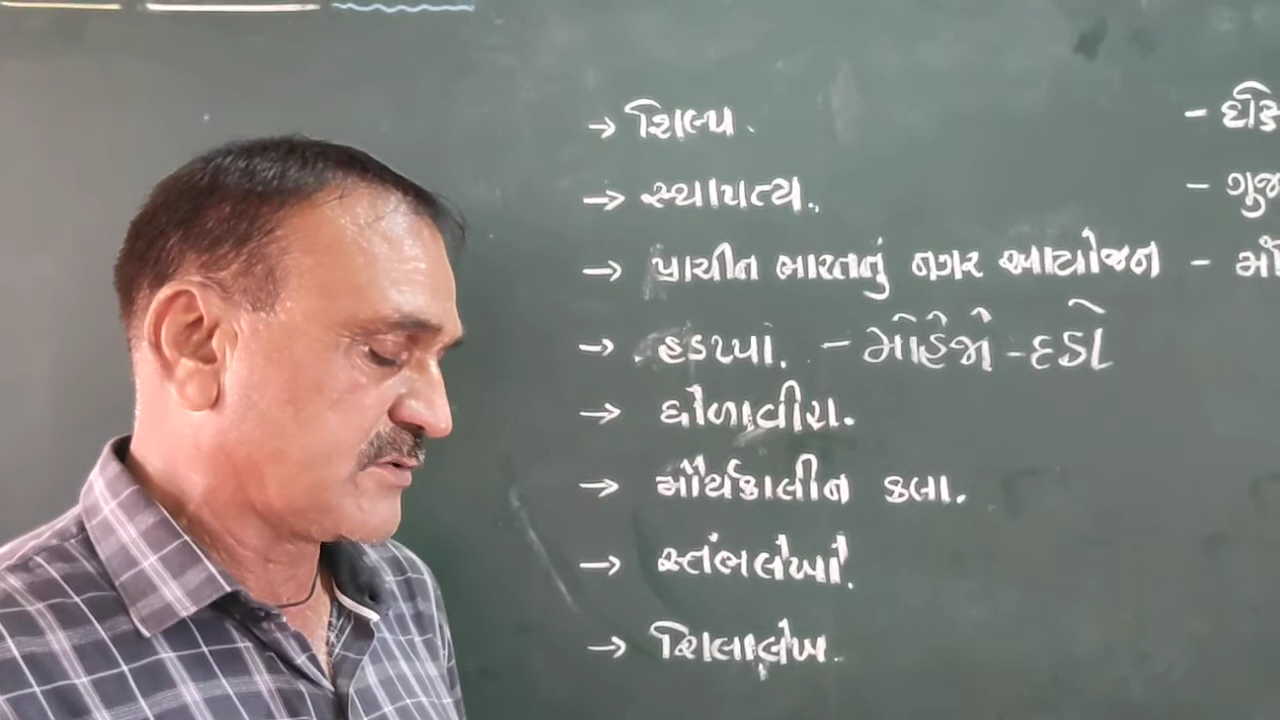 → શિલ્પ.
→ સ્થાપત્ય.
→ પ્રાચીન ભારતનું નગર આયોજન -
→ હડપ્પા. - મોહેંજો - દડો
→ ધોળાવીરા.
→ મૌર્યકાલીન કલા.
→ સ્તંભલેખો.
→ શિલાલેખ.